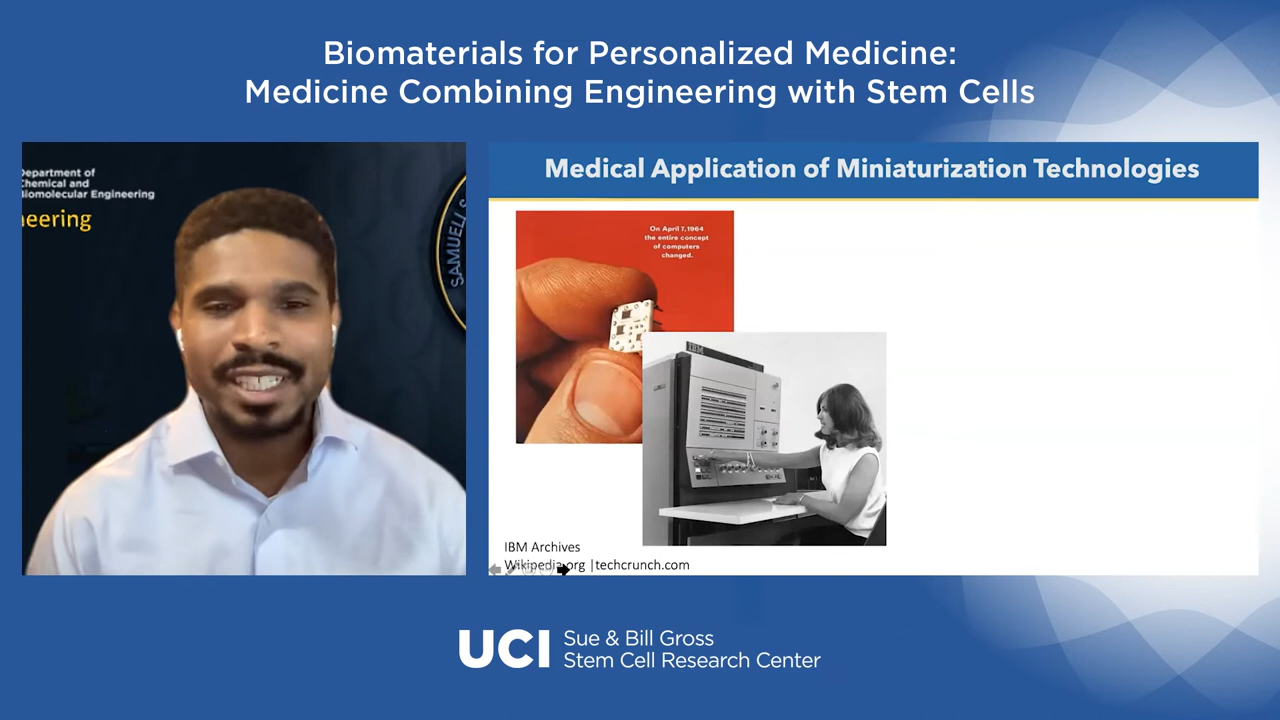 Biomaterials for Personalized Medicine:
Medicine Combining Engineering with Stem Cells
Department of
Chemical and
Biomolecular Engineering
neering
SAMUELI S
Medical Application of Miniaturization Technologies
On April 7, 1964
the entire concept
of computers
changed.
IBM
IBM Archives
Wikipedia.org | techcrunch.com
UCI
Sue & Bill Gross
Stem Cell Research Center